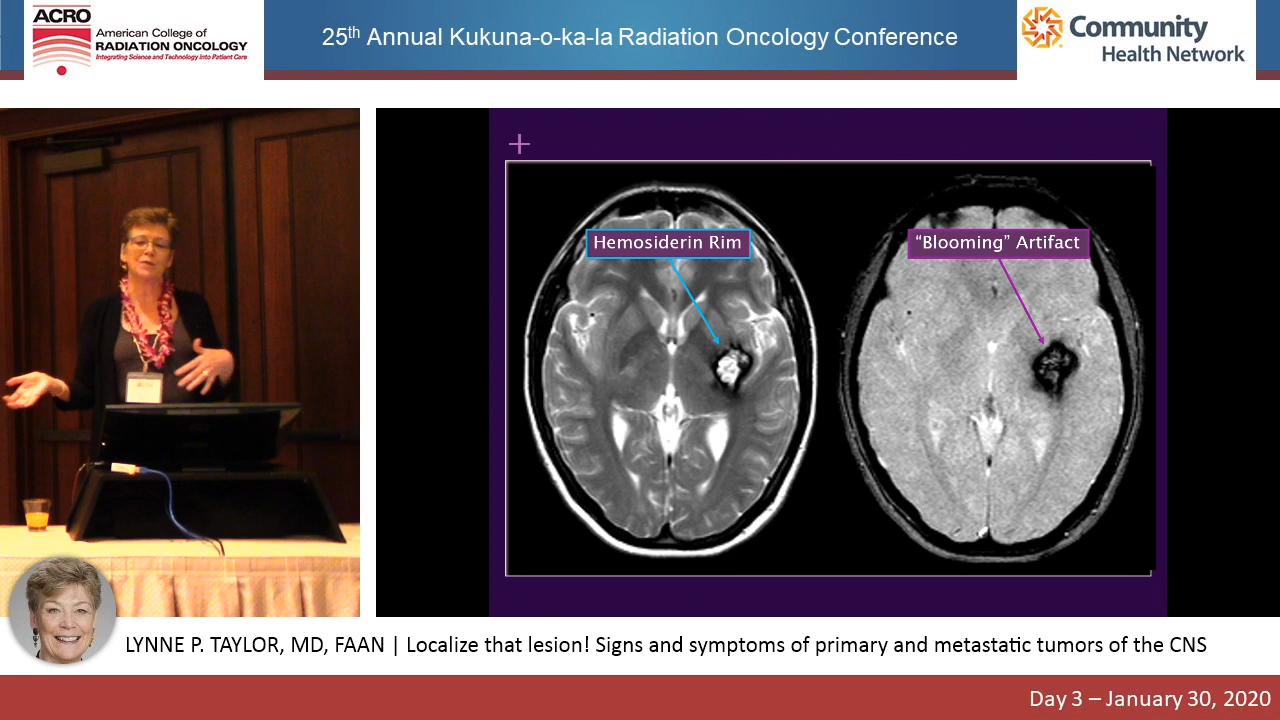 ACRO
American College of
RADIATION ONCOLOGY
Integrating Science and Technology Into Patient Care
25th Annual Kukuna-o-ka-la Radiation Oncology Conference
Community
Health Network
Hemosiderin Rim
“Blooming” Artifact
LYNNE P. TAYLOR, MD, FAAN | Localize that lesion! Signs and symptoms of primary and metastatic tumors of the CNS
Day 3 – January 30, 2020